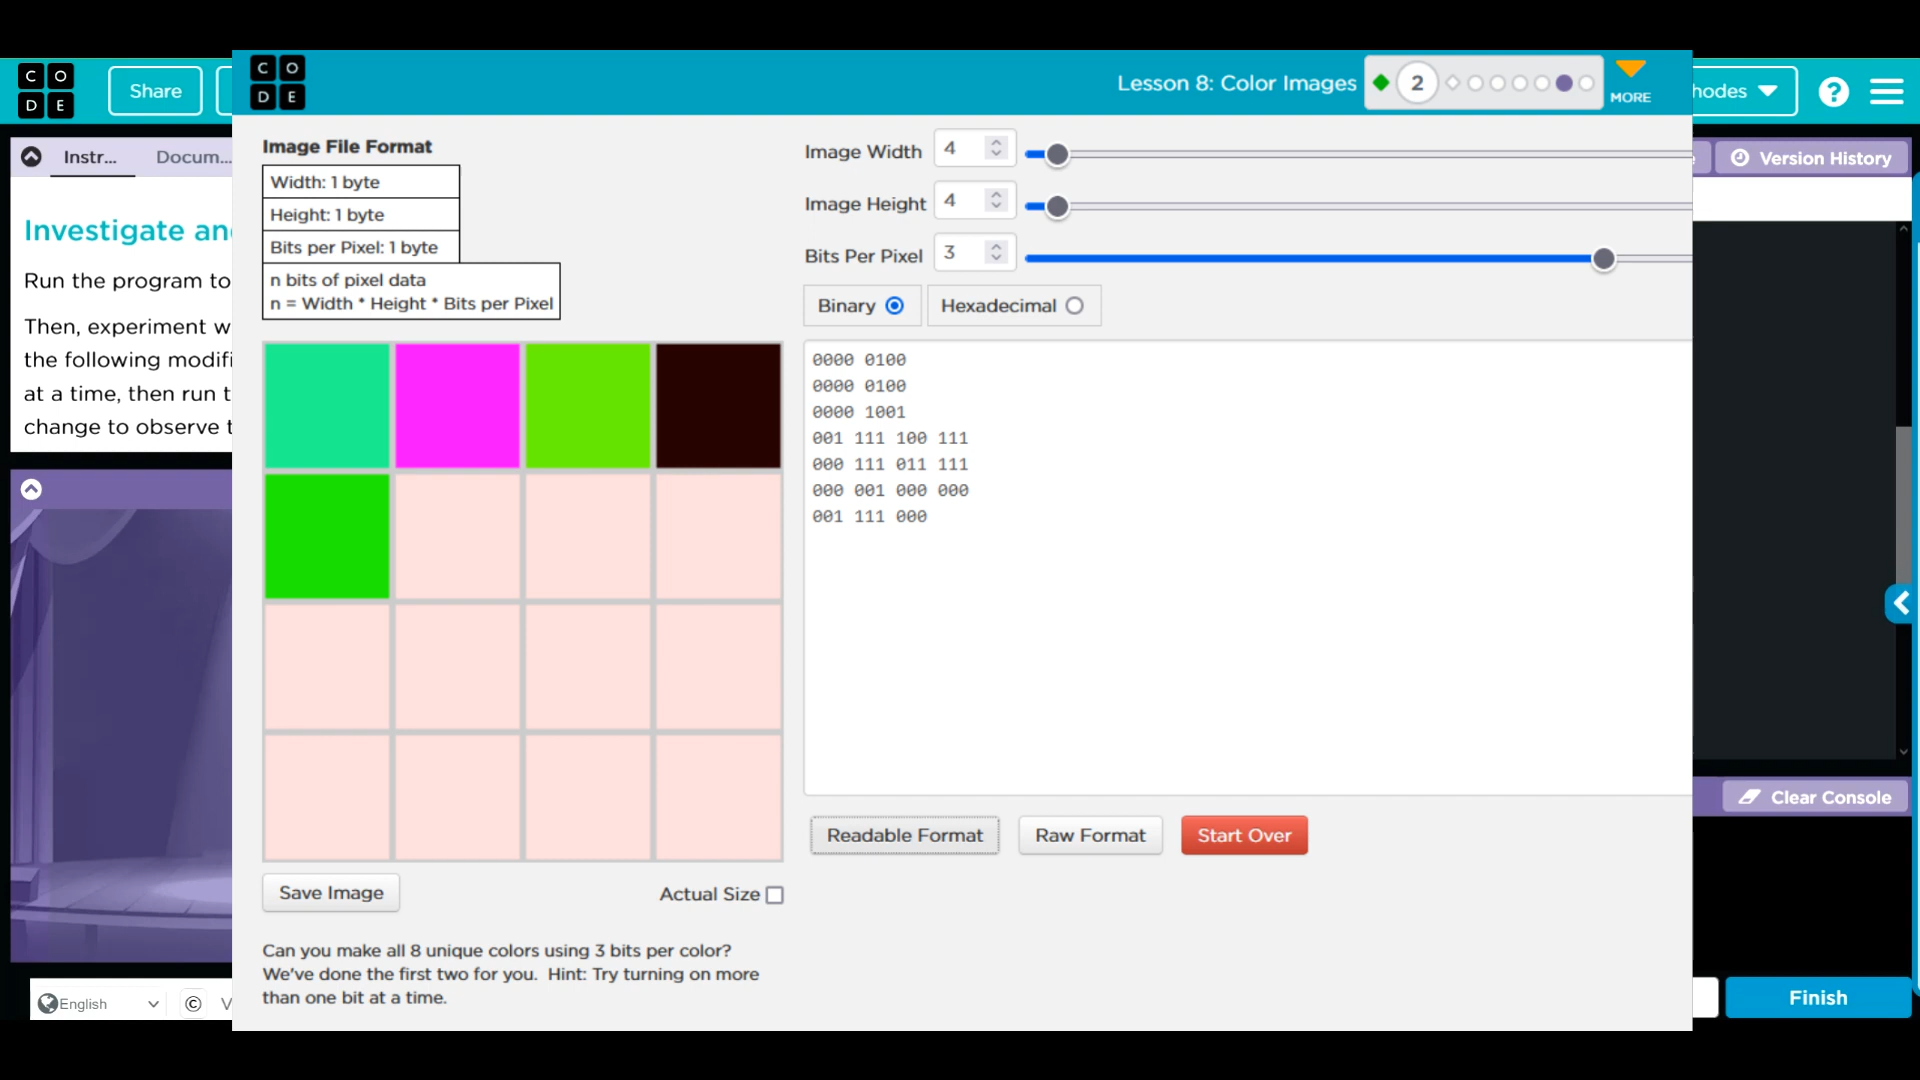 C O
D E
Share
C O
D E
Lesson 8: Color Images
2
MORE
hodes
?
Instr...
Docum...
Version History
Investigate an
Run the program to
Then, experiment w
the following modifi
at a time, then run t
change to observe t
Image File Format
Width: 1 byte
Height: 1 byte
Bits per Pixel: 1 byte
n bits of pixel data
n = Width * Height * Bits per Pixel
Image Width 4
Image Height 4
Bits Per Pixel 3
Binary
Hexadecimal
0000 0100
0000 0100
0000 1001
001 111 100 111
000 111 011 111
000 001 000 000
001 111 000
Readable Format
Raw Format
Start Over
Clear Console
Save Image
Actual Size
Can you make all 8 unique colors using 3 bits per color?
We've done the first two for you. Hint: Try turning on more
than one bit at a time.
English
©
V
Finish